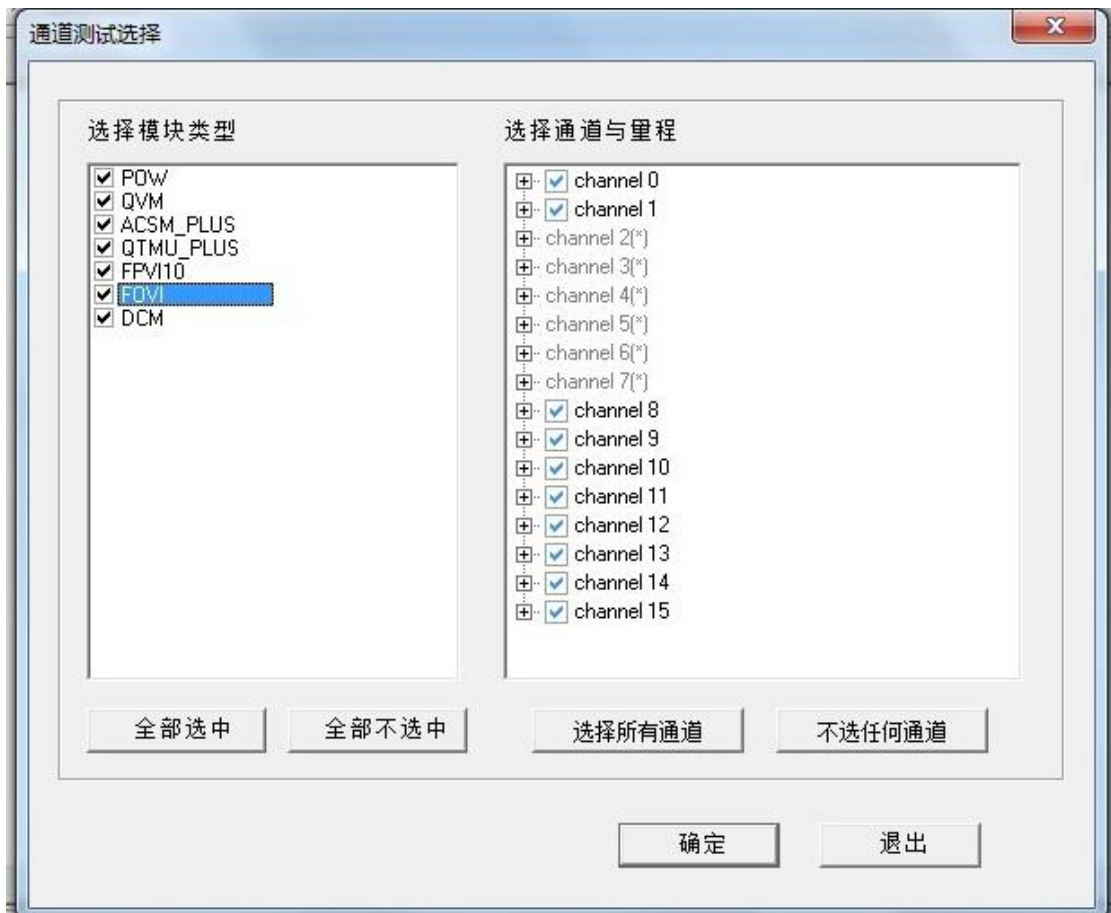 通道测试选择
选择模块类型
选择通道与量程
POW
QVM
ACSM_PLUS
QTMU_PLUS
FPVI10
FOVI
DCM
channel 0
channel 1
channel 2(*)
channel 3(*)
channel 4(*)
channel 5(*)
channel 6(*)
channel 7(*)
channel 8
channel 9
channel 10
channel 11
channel 12
channel 13
channel 14
channel 15
全部选中
全部不选中
选择所有通道
不选任何通道
确定
退出